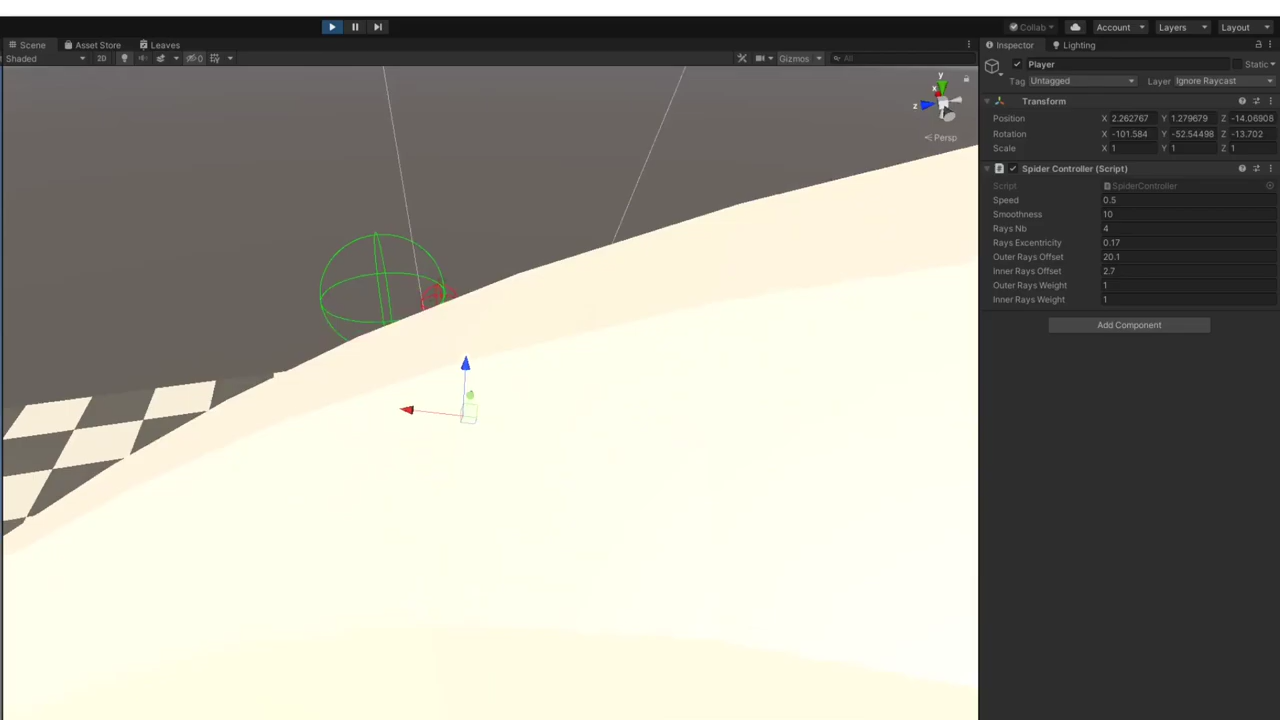 Collab Account Layers Layout
Scene Asset Store Leaves Inspector Lighting
Shaded 2D 0 Gizmos All
Player Static
Tag Untagged Layer Ignore Raycast
Transform
Position X 2.262767 Y 1.279679 Z -14.06908
Rotation X -101.584 Y -52.54498 Z -13.702
Scale X 1 Y 1 Z 1
Spider Controller (Script)
Script SpiderController
Speed 0.5
Smoothness 10
Rays Nb 4
Rays Excentricity 0.17
Outer Rays Offset 20.1
Inner Rays Offset 2.7
Outer Rays Weight 1
Inner Rays Weight 1
Add Component
y
x
z
Persp